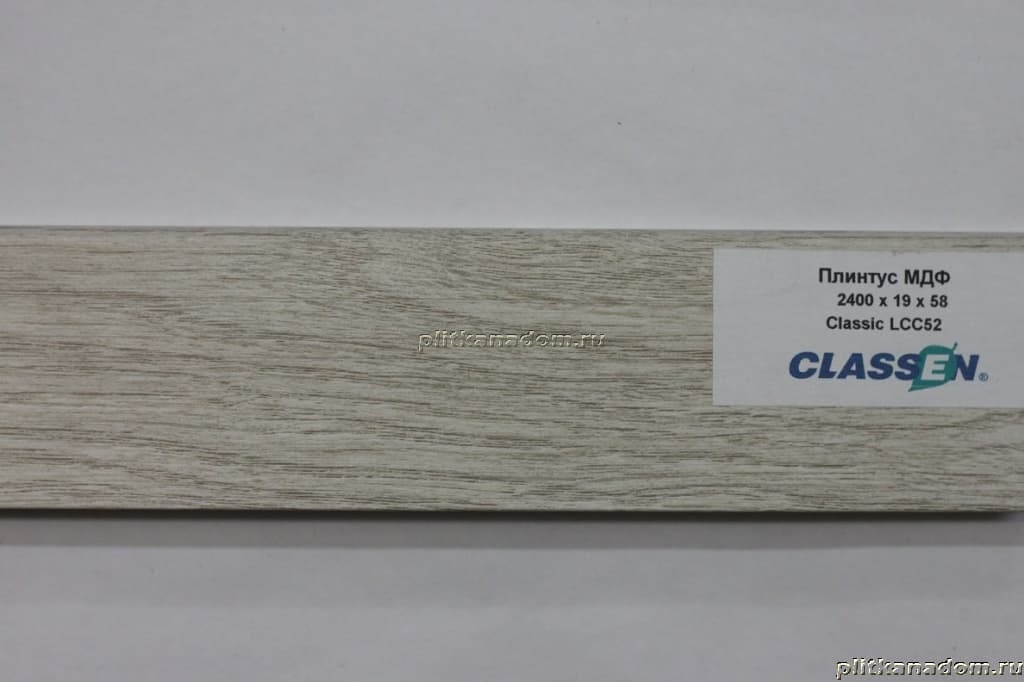 Плинтус МДФ
2400 x 19 x 58
Classic LCC52
plitkanadom.ru
CLASSEN®
plitkanadom.ru